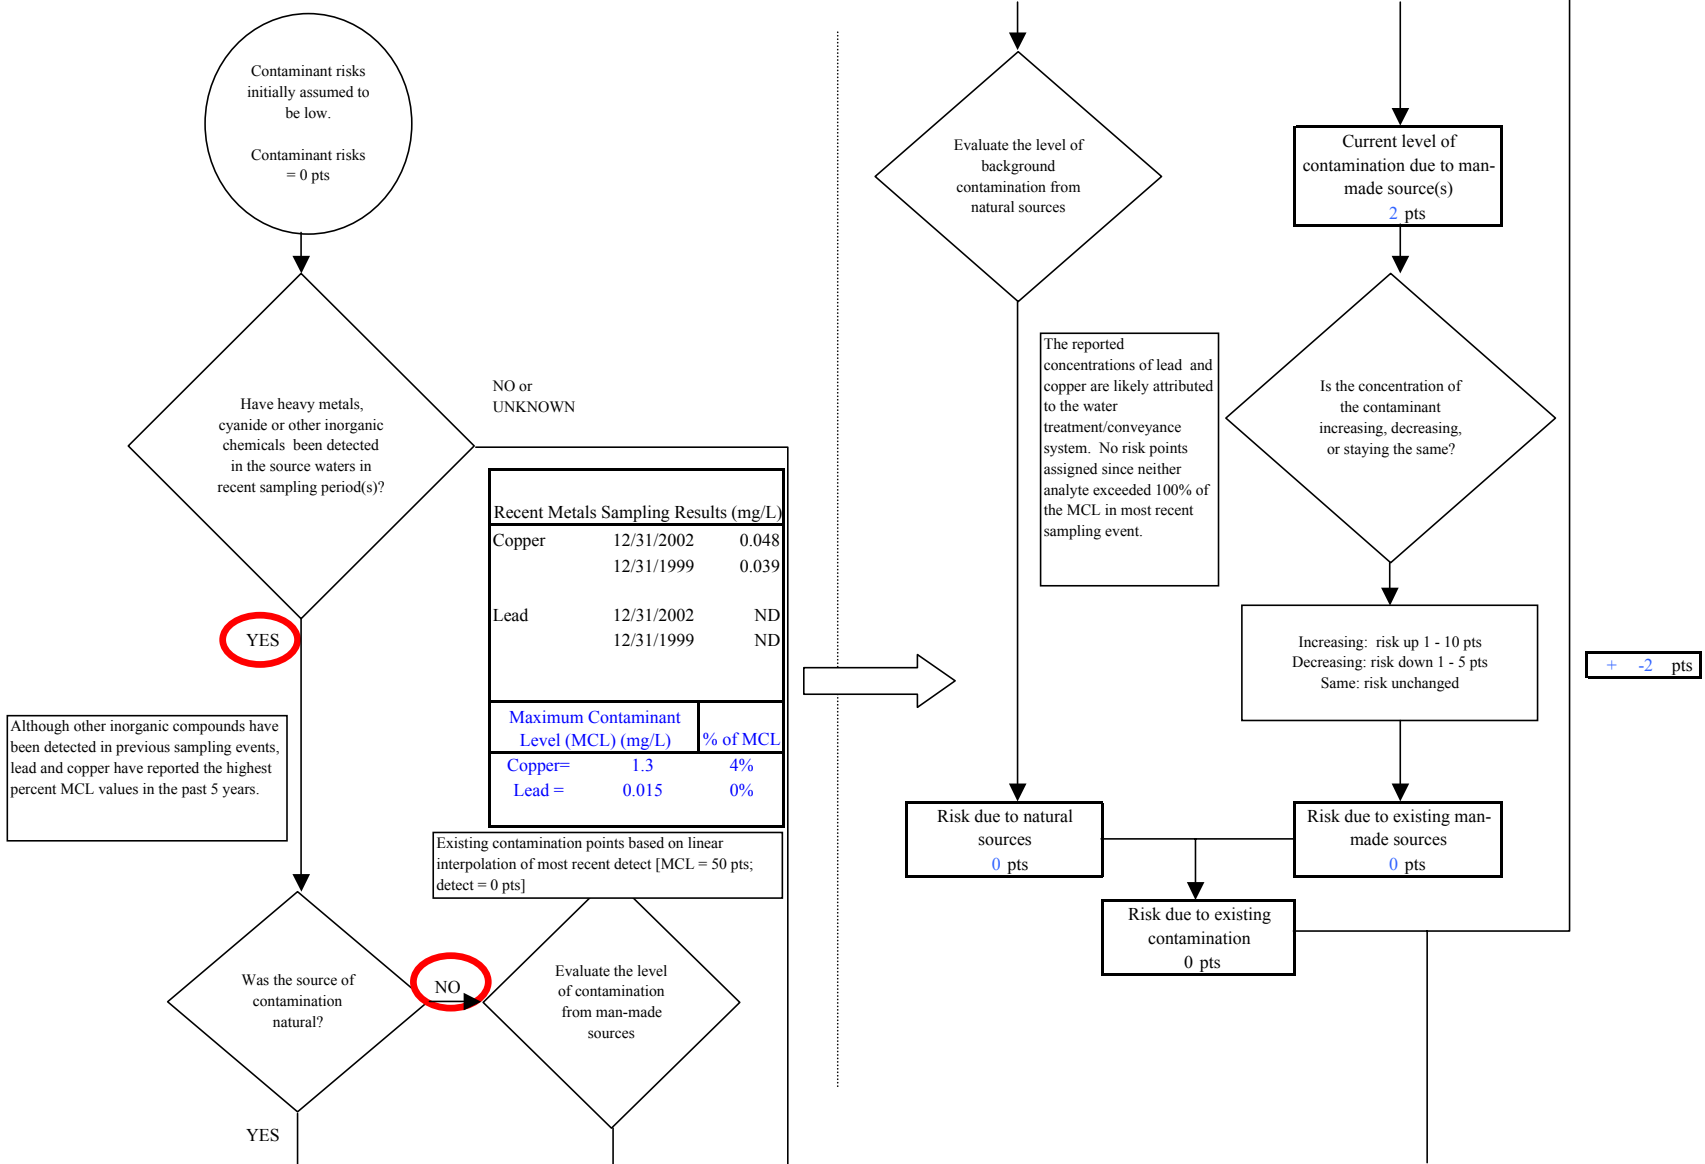 Contaminant risks
initially assumed to
be low.
Contaminant risks
= 0 pts
Have heavy metals,
cyanide or other inorganic
chemicals been detected
in the source waters in
recent sampling period(s)?
NO or
UNKNOWN
YES
Recent Metals Sampling Results (mg/L)
Copper 12/31/2002 0.048
12/31/1999 0.039
Lead 12/31/2002 ND
12/31/1999 ND
Maximum Contaminant
Level (MCL) (mg/L) % of MCL
Copper= 1.3 4%
Lead = 0.015 0%
Although other inorganic compounds have
been detected in previous sampling events,
lead and copper have reported the highest
percent MCL values in the past 5 years.
Existing contamination points based on linear
interpolation of most recent detect [MCL = 50 pts;
detect = 0 pts]
Was the source of
contamination
natural?
NO
Evaluate the level
of contamination
from man-made
sources
YES
Evaluate the level of
background
contamination from
natural sources
Current level of
contamination due to man-
made source(s)
2 pts
The reported
concentrations of lead and
copper are likely attributed
to the water
treatment/conveyance
system. No risk points
assigned since neither
analyte exceeded 100% of
the MCL in most recent
sampling event.
Is the concentration of
the contaminant
increasing, decreasing,
or staying the same?
Increasing: risk up 1 - 10 pts
Decreasing: risk down 1 - 5 pts
Same: risk unchanged
+ -2 pts
Risk due to natural
sources
0 pts
Risk due to existing man-
made sources
0 pts
Risk due to existing
contamination
0 pts